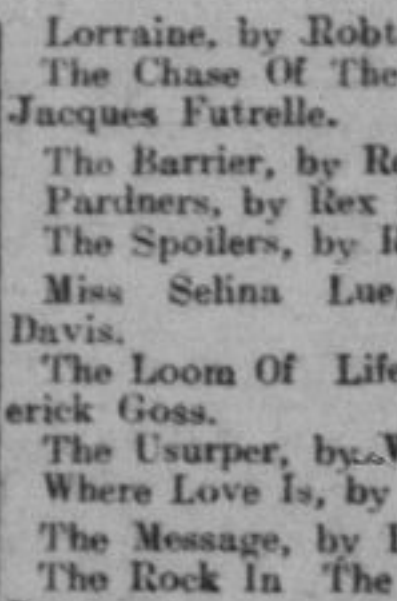 Lorraine, by Robt
The Chase Of The
Jacques Futrelle.
Tho Barrier, by Re
Pardners, by Rex
The Spoilers, by R
Miss Selina Lue,
Davis.
The Loom Of Life
erick Goss.
The Usurper, by W
Where Love Is, by
The Message, by
The Rock In The